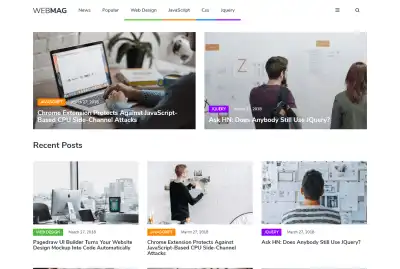 WEBMAG News Popular Web Design JavaScript Css Jquery
JAVASCRIPT March 27, 2018
Chrome Extension Protects Against JavaScript-
Based CPU Side-Channel Attacks
JQUERY March 27, 2018
Ask HN: Does Anybody Still Use JQuery?
Recent Posts
WEB DESIGN March 27, 2018
Pagedraw UI Builder Turns Your Website
Design Mockup Into Code Automatically
JAVASCRIPT March 27, 2018
Chrome Extension Protects Against
JavaScript-Based CPU Side-Channel
Attacks
JQUERY March 27, 2018
Ask HN: Does Anybody Still Use JQuery?